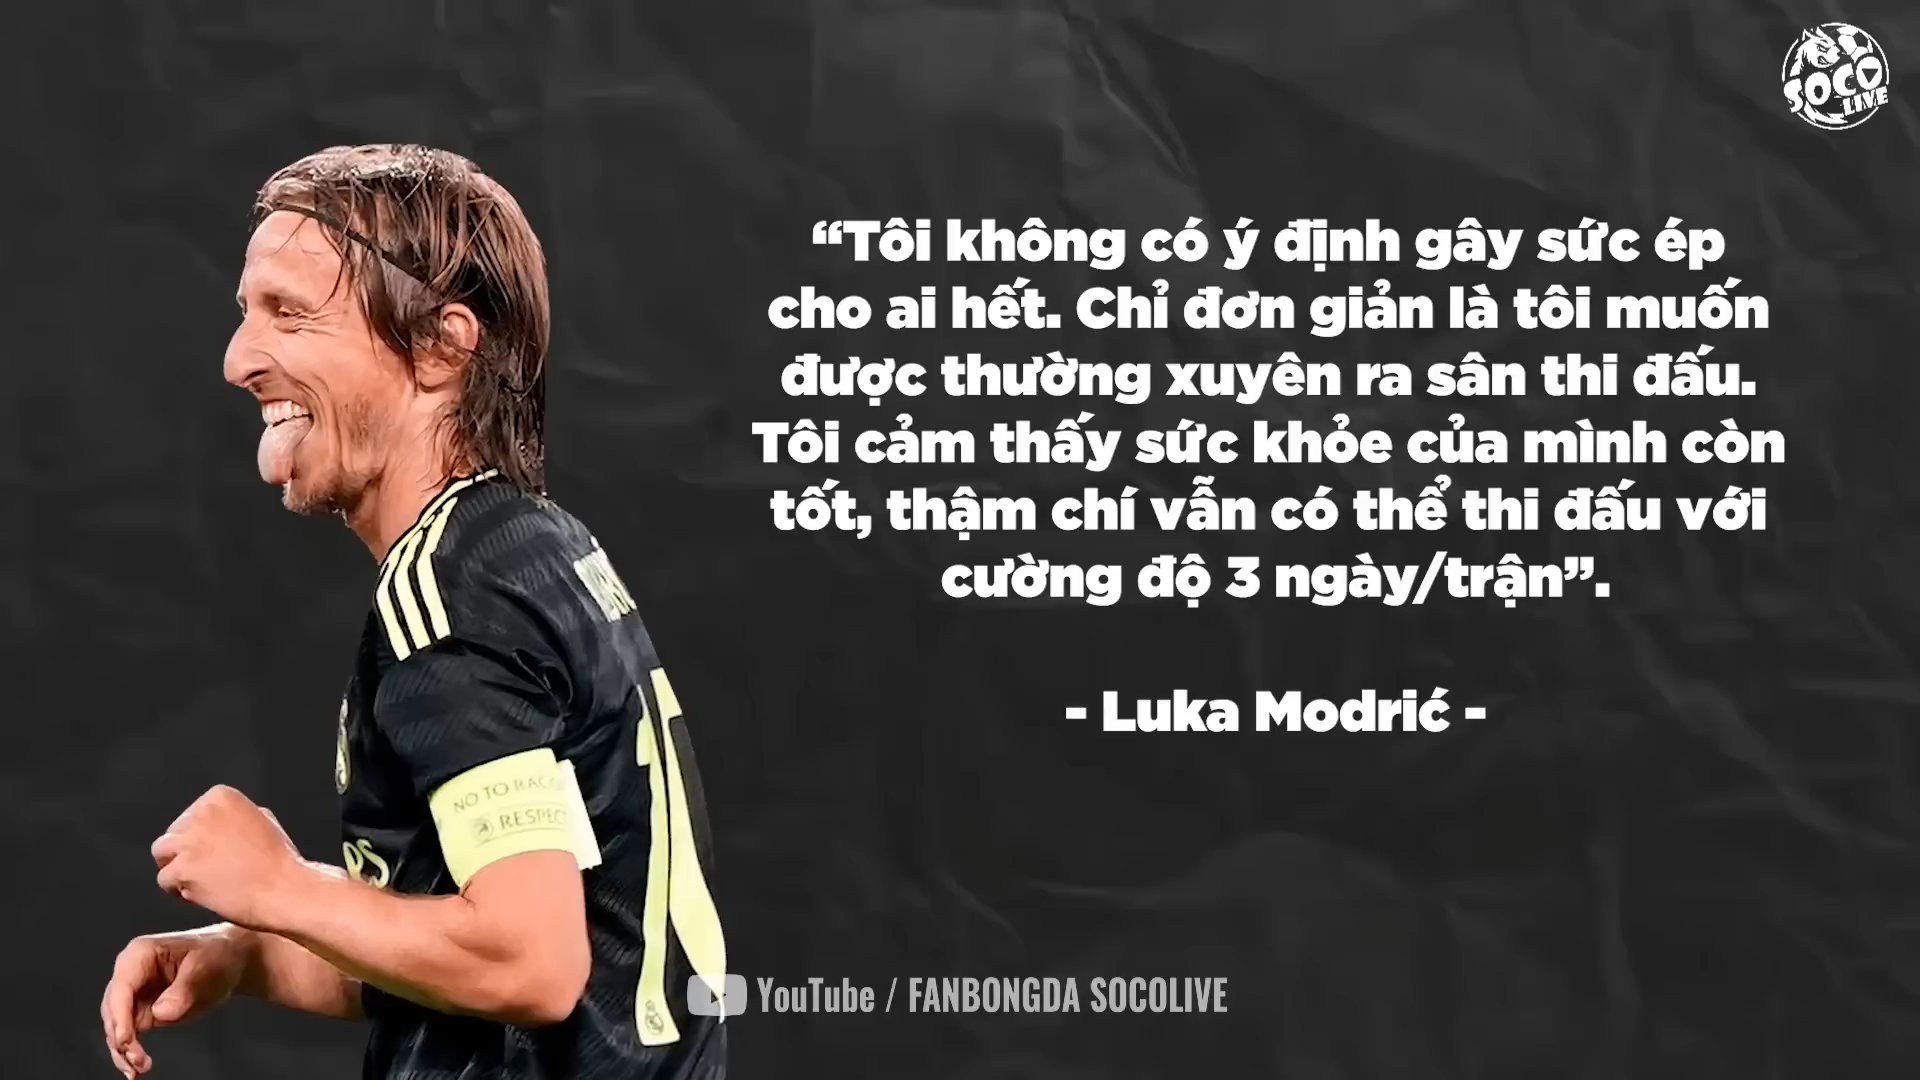 SOCO
LIVE
“Tôi không có ý định gây sức ép
cho ai hết. Chỉ đơn giản là tôi muốn
được thường xuyên ra sân thi đấu.
Tôi cảm thấy sức khỏe của mình còn
tốt, thậm chí vẫn có thể thi đấu với
cường độ 3 ngày/trận”.
- Luka Modrić -
NO TO RAC
RESPECT
10
YouTube / FANBONGDA SOCOLIVE